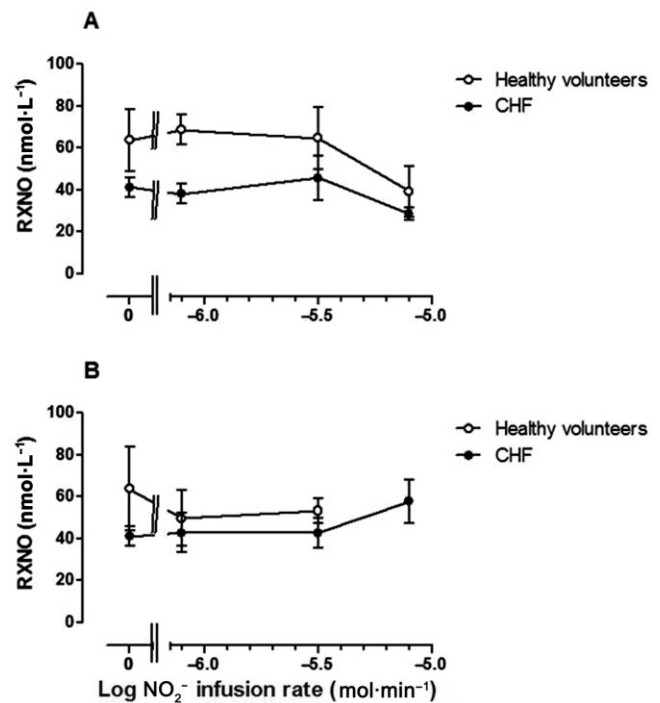 A
RXNO (nmol·L⁻¹)
100
80
60
40
20
0
Healthy volunteers
CHF
0 –6.0 –5.5 –5.0
B
RXNO (nmol·L⁻¹)
100
80
60
40
20
0
Healthy volunteers
CHF
0 –6.0 –5.5 –5.0
Log NO₂⁻ infusion rate (mol·min⁻¹)